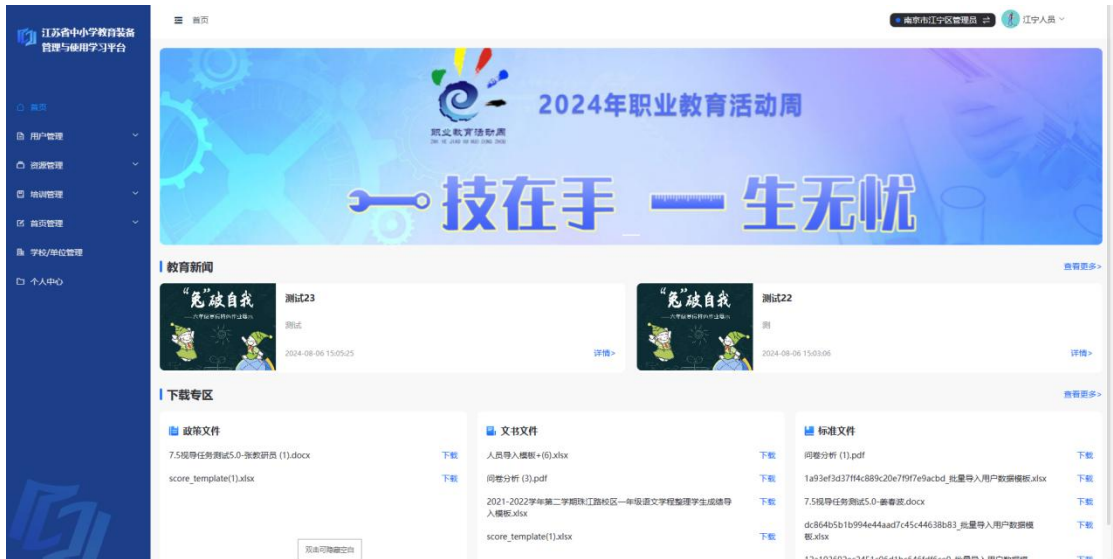 江苏省中小学教育装备
管理与使用学习平台
首页
南京市江宁区管理员
江宁人员
首页
用户管理
资源管理
培训管理
首页管理
学校/单位管理
个人中心
职业教育活动周
2024年职业教育活动周
一技在手 一生无忧
教育新闻
查看更多>
“兔”破自我
测试23
测试
2024-08-06 15:05:25
详情>
“兔”破自我
测试22
测
2024-08-06 15:03:06
详情>
下载专区
查看更多>
政策文件
7.5视导任务测试5.0-张教研员 (1).docx 下载
score_template(1).xlsx 下载
文书文件
人员导入模板+(6).xlsx 下载
问卷分析 (3).pdf 下载
2021-2022学年第二学期珠江路校区一年级语文学程整理学生成绩导 下载
入模板.xlsx
score_template(1).xlsx 下载
标准文件
问卷分析 (1).pdf 下载
1a93ef3d37ff4c889c20e7f9f7e9acbd_批量导入用户数据模板.xlsx 下载
7.5视导任务测试5.0-姜春波.docx 下载
dc864b5b1b994e44aad7c45c44638b83_批量导入用户数据模 下载
板.xlsx
双击可隐藏空白